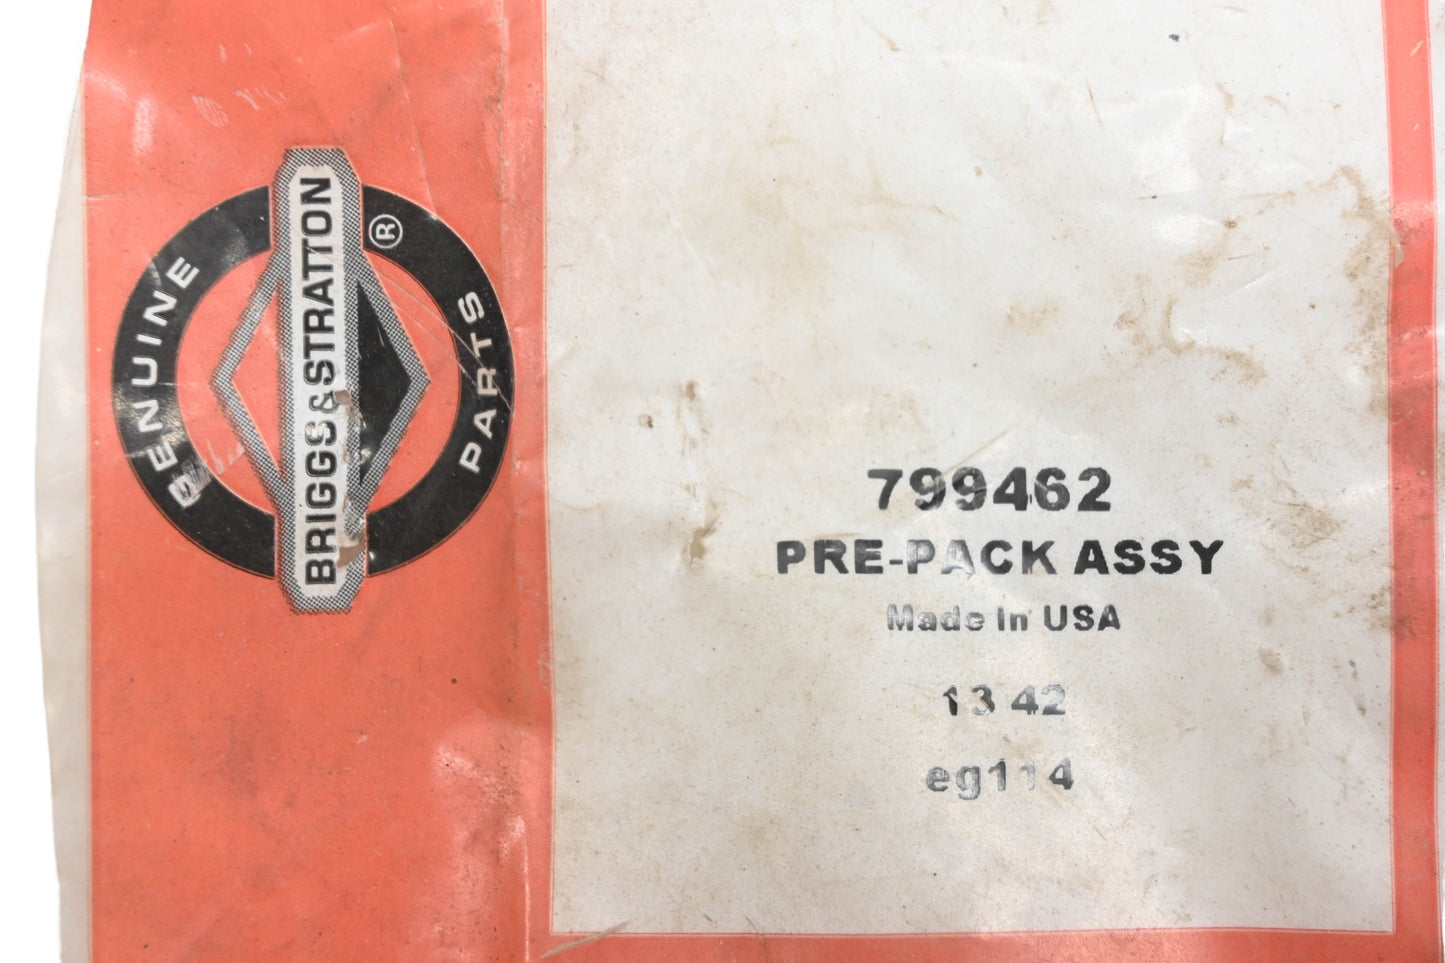 GENUINE
BRIGGS & STRATTON
®
PARTS
799462
PRE-PACK ASSY
Made in USA
13 42
eg114